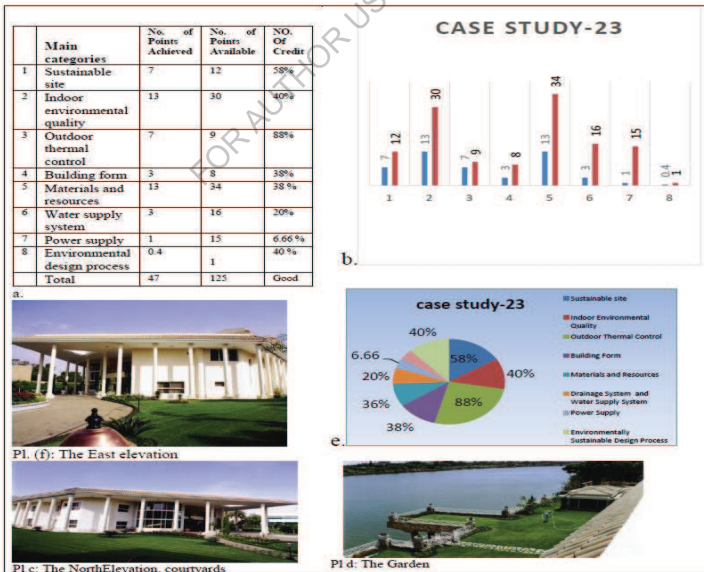 FOR AUTHOR US
Main categories | No. of Points Achieved | No. of Points Available | NO. Of Credit
1 | Sustainable site | 7 | 12 | 58%
2 | Indoor environmental quality | 13 | 30 | 40%
3 | Outdoor thermal control | 7 | 9 | 88%
4 | Building form | 3 | 8 | 38%
5 | Materials and resources | 13 | 34 | 38 %
6 | Water supply system | 3 | 16 | 20%
7 | Power supply | 1 | 15 | 6.66 %
8 | Environmental design process | 0.4 | 1 | 40 %
Total | 47 | 125 | Good
a.
CASE STUDY-23
7 12 13 30 7 9 3 8 13 34 3 16 1 15 0.4 1
1 2 3 4 5 6 7 8
b.
case study-23
58%
40%
88%
38%
36%
20%
6.66
40%
Sustainable site
Indoor Environmental
Quality
Outdoor Thermal Control
Building Form
Materials and Resources
Drainage System and
Water Supply System
Power Supply
Environmentally
Sustainable Design Process
e.
Pl. (f): The East elevation
Pl c: The NorthElevation, courtyards
Pl d: The Garden